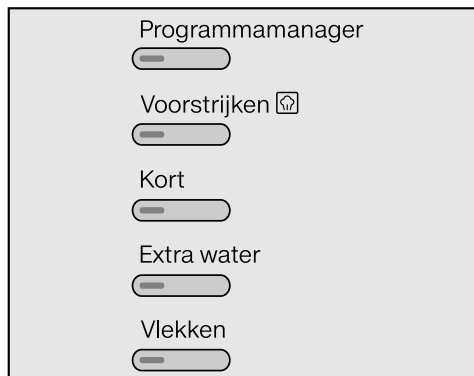 Programmamanager
Voorstrijken
Kort
Extra water
Vlekken